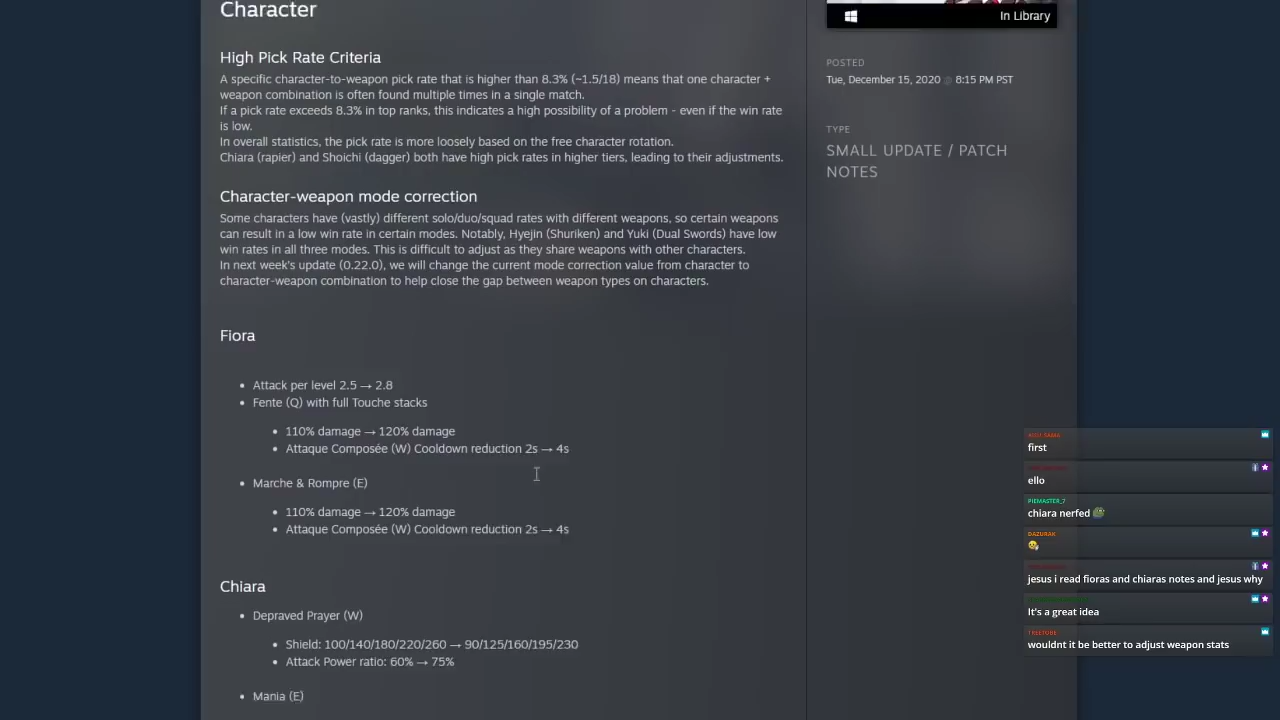 Character
In Library
High Pick Rate Criteria
POSTED
A specific character-to-weapon pick rate that is higher than 8.3% (~1.5/18) means that one character +
weapon combination is often found multiple times in a single match.
Tue, December 15, 2020 @ 8:15 PM PST
If a pick rate exceeds 8.3% in top ranks, this indicates a high possibility of a problem - even if the win rate
is low.
TYPE
In overall statistics, the pick rate is more loosely based on the free character rotation.
SMALL UPDATE / PATCH
NOTES
Chiara (rapier) and Shoichi (dagger) both have high pick rates in higher tiers, leading to their adjustments.
Character-weapon mode correction
Some characters have (vastly) different solo/duo/squad rates with different weapons, so certain weapons
can result in a low win rate in certain modes. Notably, Hyejin (Shuriken) and Yuki (Dual Swords) have low
win rates in all three modes. This is difficult to adjust as they share weapons with other characters.
In next week's update (0.22.0), we will change the current mode correction value from character to
character-weapon combination to help close the gap between weapon types on characters.
Fiora
• Attack per level 2.5 → 2.8
• Fente (Q) with full Touche stacks
• 110% damage → 120% damage
• Attaque Composée (W) Cooldown reduction 2s → 4s
• Marche & Rompre (E)
• 110% damage → 120% damage
• Attaque Composée (W) Cooldown reduction 2s → 4s
Chiara
• Depraved Prayer (W)
• Shield: 100/140/180/220/260 → 90/125/160/195/230
• Attack Power ratio: 60% → 75%
• Mania (E)
first
ello
PIEMASTER_7
chiara nerfed
DAZURAK
jesus i read fioras and chiaras notes and jesus why
It's a great idea
TREETOBE
wouldnt it be better to adjust weapon stats